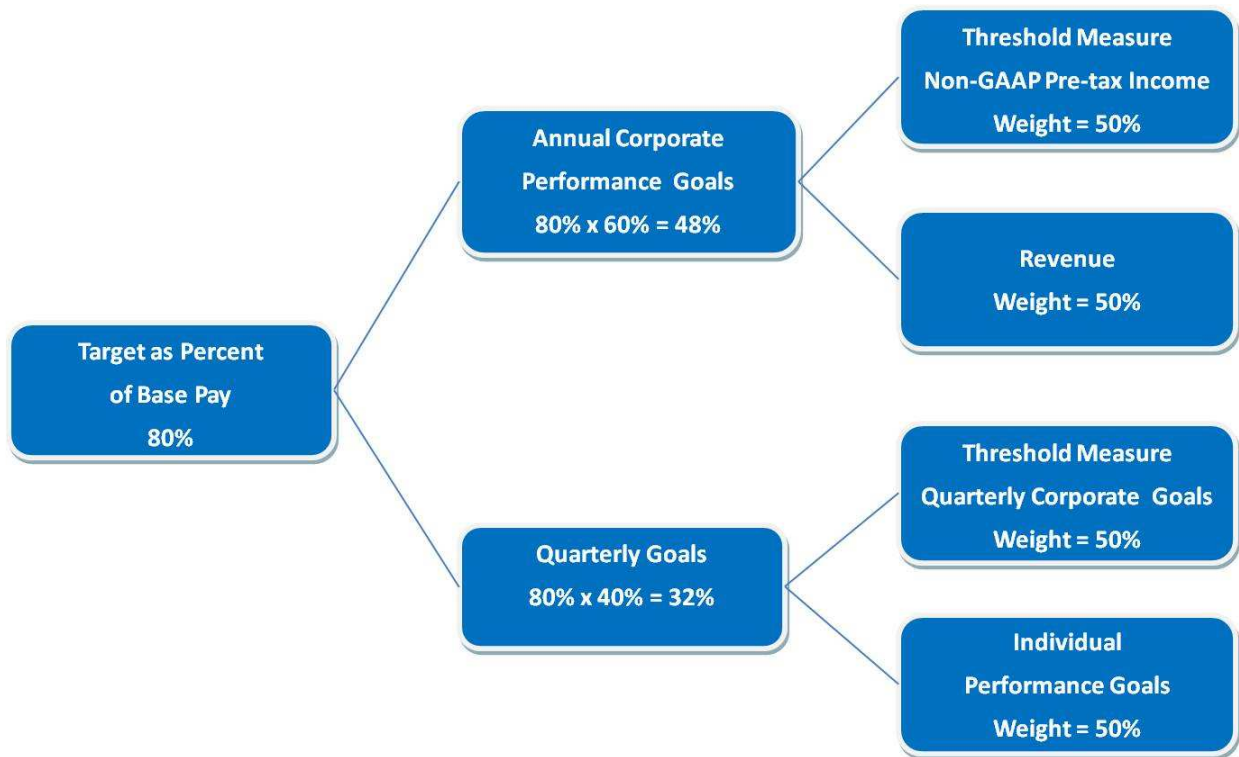 Target as Percent
of Base Pay
80%
Annual Corporate
Performance Goals
80% x 60% = 48%
Threshold Measure
Non-GAAP Pre-tax Income
Weight = 50%
Revenue
Weight = 50%
Quarterly Goals
80% x 40% = 32%
Threshold Measure
Quarterly Corporate Goals
Weight = 50%
Individual
Performance Goals
Weight = 50%